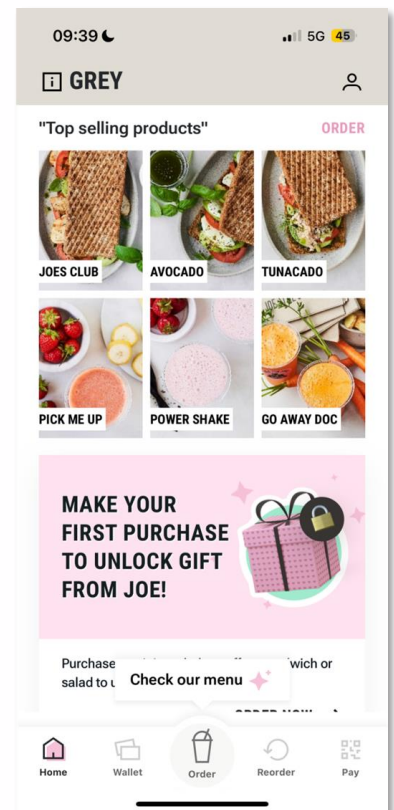 09:39
5G 45
i GREY
"Top selling products"
ORDER
JOES CLUB
AVOCADO
TUNACADO
PICK ME UP
POWER SHAKE
GO AWAY DOC
MAKE YOUR
FIRST PURCHASE
TO UNLOCK GIFT
FROM JOE!
Purchase
wich or
salad to
Check our menu
ORDER NOW
Home
Wallet
Order
Reorder
Pay